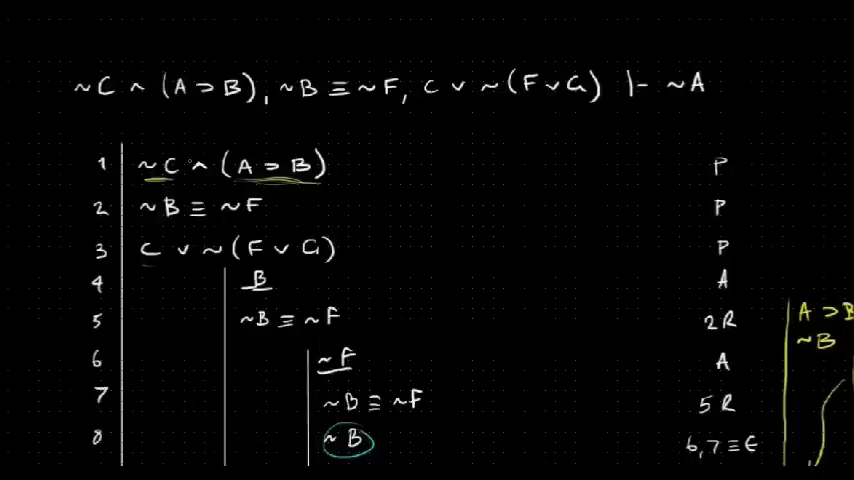 ~C ∧ (A ⊃ B), ~B ≡ ~F, C ∨ ~(F ∨ G) |- ~A
1 ~C ∧ (A ⊃ B) P
2 ~B ≡ ~F P
3 C ∨ ~(F ∨ G) P
4 B A
5 ~B ≡ ~F 2R
6 ~F A
7 ~B ≡ ~F 5R
8 ~B 6,7 ≡E
A ⊃ B
~B